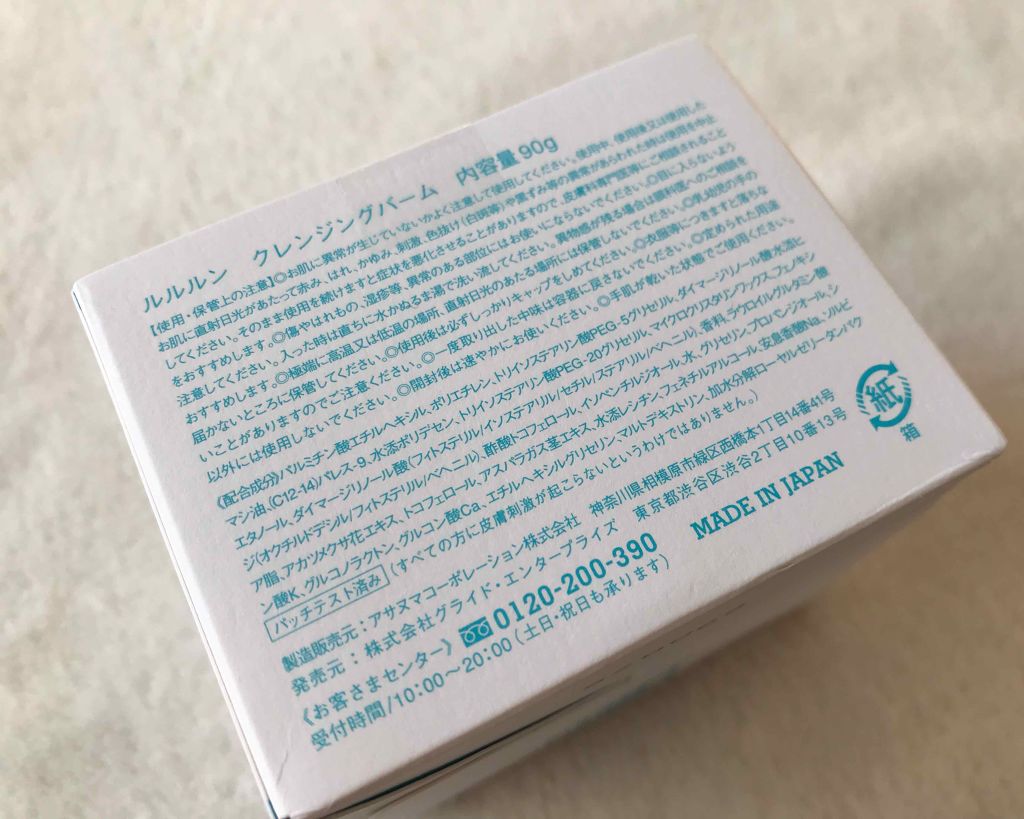 ルルルン クレンジングバーム 内容量90g
【使用・保管上の注意】◎お肌に異常が生じていないかよく注意して使用してください。使用中、使用後又は使用した
お肌に直射日光があたって赤み、はれ、かゆみ、刺激、色抜け(白斑等)や黒ずみ等の異常があらわれた時は使用を中止
してください。そのまま使用を続けますと症状を悪化させることがありますので、皮膚科専門医等にご相談されること
をおすすめします。◎傷やはれもの、湿疹等、異常のある部位にはお使いにならないでください。◎目に入らないよう
注意してください。入った時は直ちに水かぬるま湯で洗い流してください。異物感が残る場合は眼科医へのご相談を
おすすめします。◎極端に高温又は低温の場所、直射日光のあたる場所には保管しないでください。◎乳幼児の手の
届かないところに保管してください。◎使用後は必ずしっかりキャップをしめてください。◎衣服等につきますと落ちな
いことがありますのでご注意ください。◎一度取り出した中味は容器に戻さないでください。◎定められた用途
以外には使用しないでください。◎開封後は速やかにお使いください。◎手肌が乾いた状態でご使用ください
《配合成分》パルミチン酸エチルヘキシル、ポリエチレン、トリイソステアリン酸PEG-5グリセリル、ダイマージリノール酸水添ヒ
マシ油、(C12-14)パレス-9、水添ポリデセン、トリイソステアリン酸PEG-20グリセリル、マイクロクリスタリンワックス、フェノキシ
エタノール、ダイマージリノール酸(フィトステリル/イソステアリル/セチル/ステアリル/ベヘニル)、香料、ラウロイルグルタミン酸
ジ(オクチルドデシル/フィトステリル/ベヘニル)、酢酸トコフェロール、イソペンチルジオール、水、グリセリン、プロパンジオール、シ
ア脂、アカツメクサ花エキス、トコフェロール、アスパラガス茎エキス、水添レシチン、フェネチルアルコール、安息香酸Na、ソルビ
ン酸K、グルコノラクトン、グルコン酸Ca、エチルヘキシルグリセリン、マルトデキストリン、加水分解ローヤルゼリータンパク
パッチテスト済み (すべての方に皮膚刺激が起こらないというわけではありません。)
製造販売元：アサヌマコーポレーション株式会社 神奈川県相模原市緑区西橋本1丁目14番41号
発売元：株式会社グライド・エンタープライズ 東京都渋谷区渋谷2丁目10番13号
《お客さまセンター》0120-200-390
受付時間/10:00〜20:00(土日・祝日も承ります)
MADE IN JAPAN
紙
箱